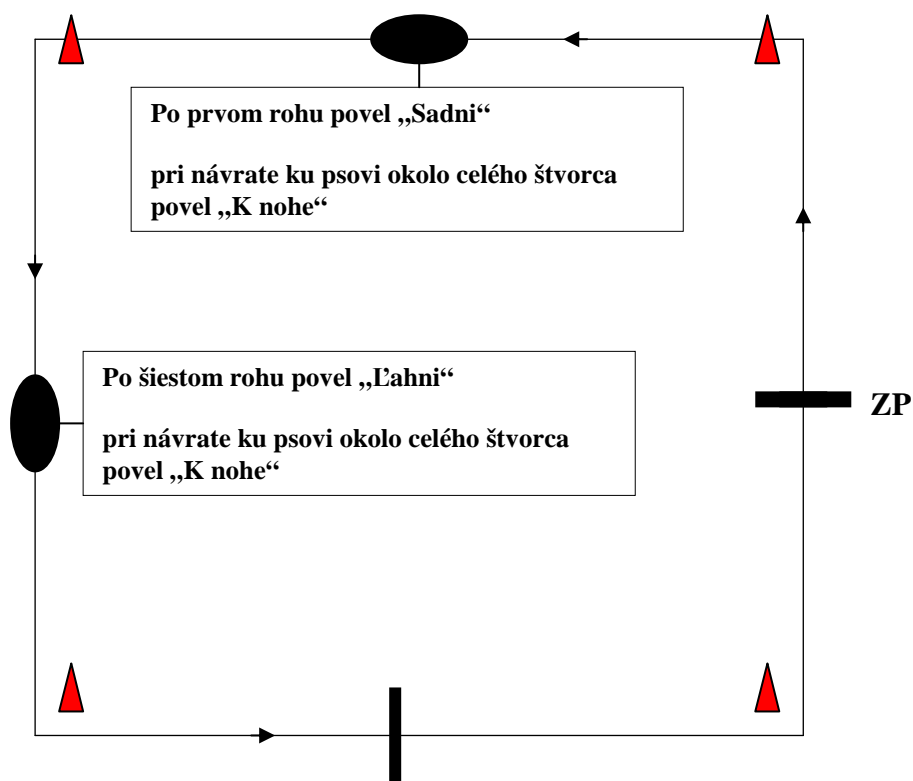 Po prvom rohu povel „Sadni“
pri návrate ku psovi okolo celého štvorca
povel „K nohe“
Po šiestom rohu povel „Ľahni“
pri návrate ku psovi okolo celého štvorca
povel „K nohe“
ZP